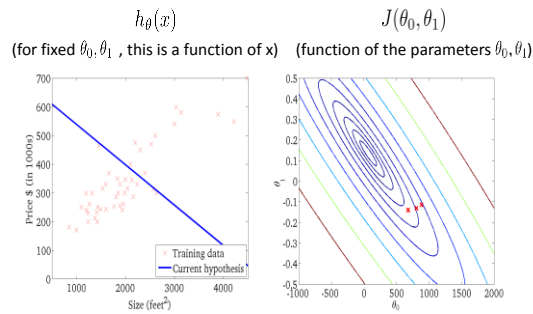 h_θ(x)
(for fixed θ₀, θ₁ , this is a function of x)
J(θ₀, θ₁)
(function of the parameters θ₀, θ₁)
Price $ (in 1000s)
700
600
500
400
300
200
100
0
1000 2000 3000 4000
Size (feet²)
Training data
Current hypothesis
θ₁
0.5
0.4
0.3
0.2
0.1
0
-0.1
-0.2
-0.3
-0.4
-0.5
-1000 -500 0 500 1000 1500 2000
θ₀